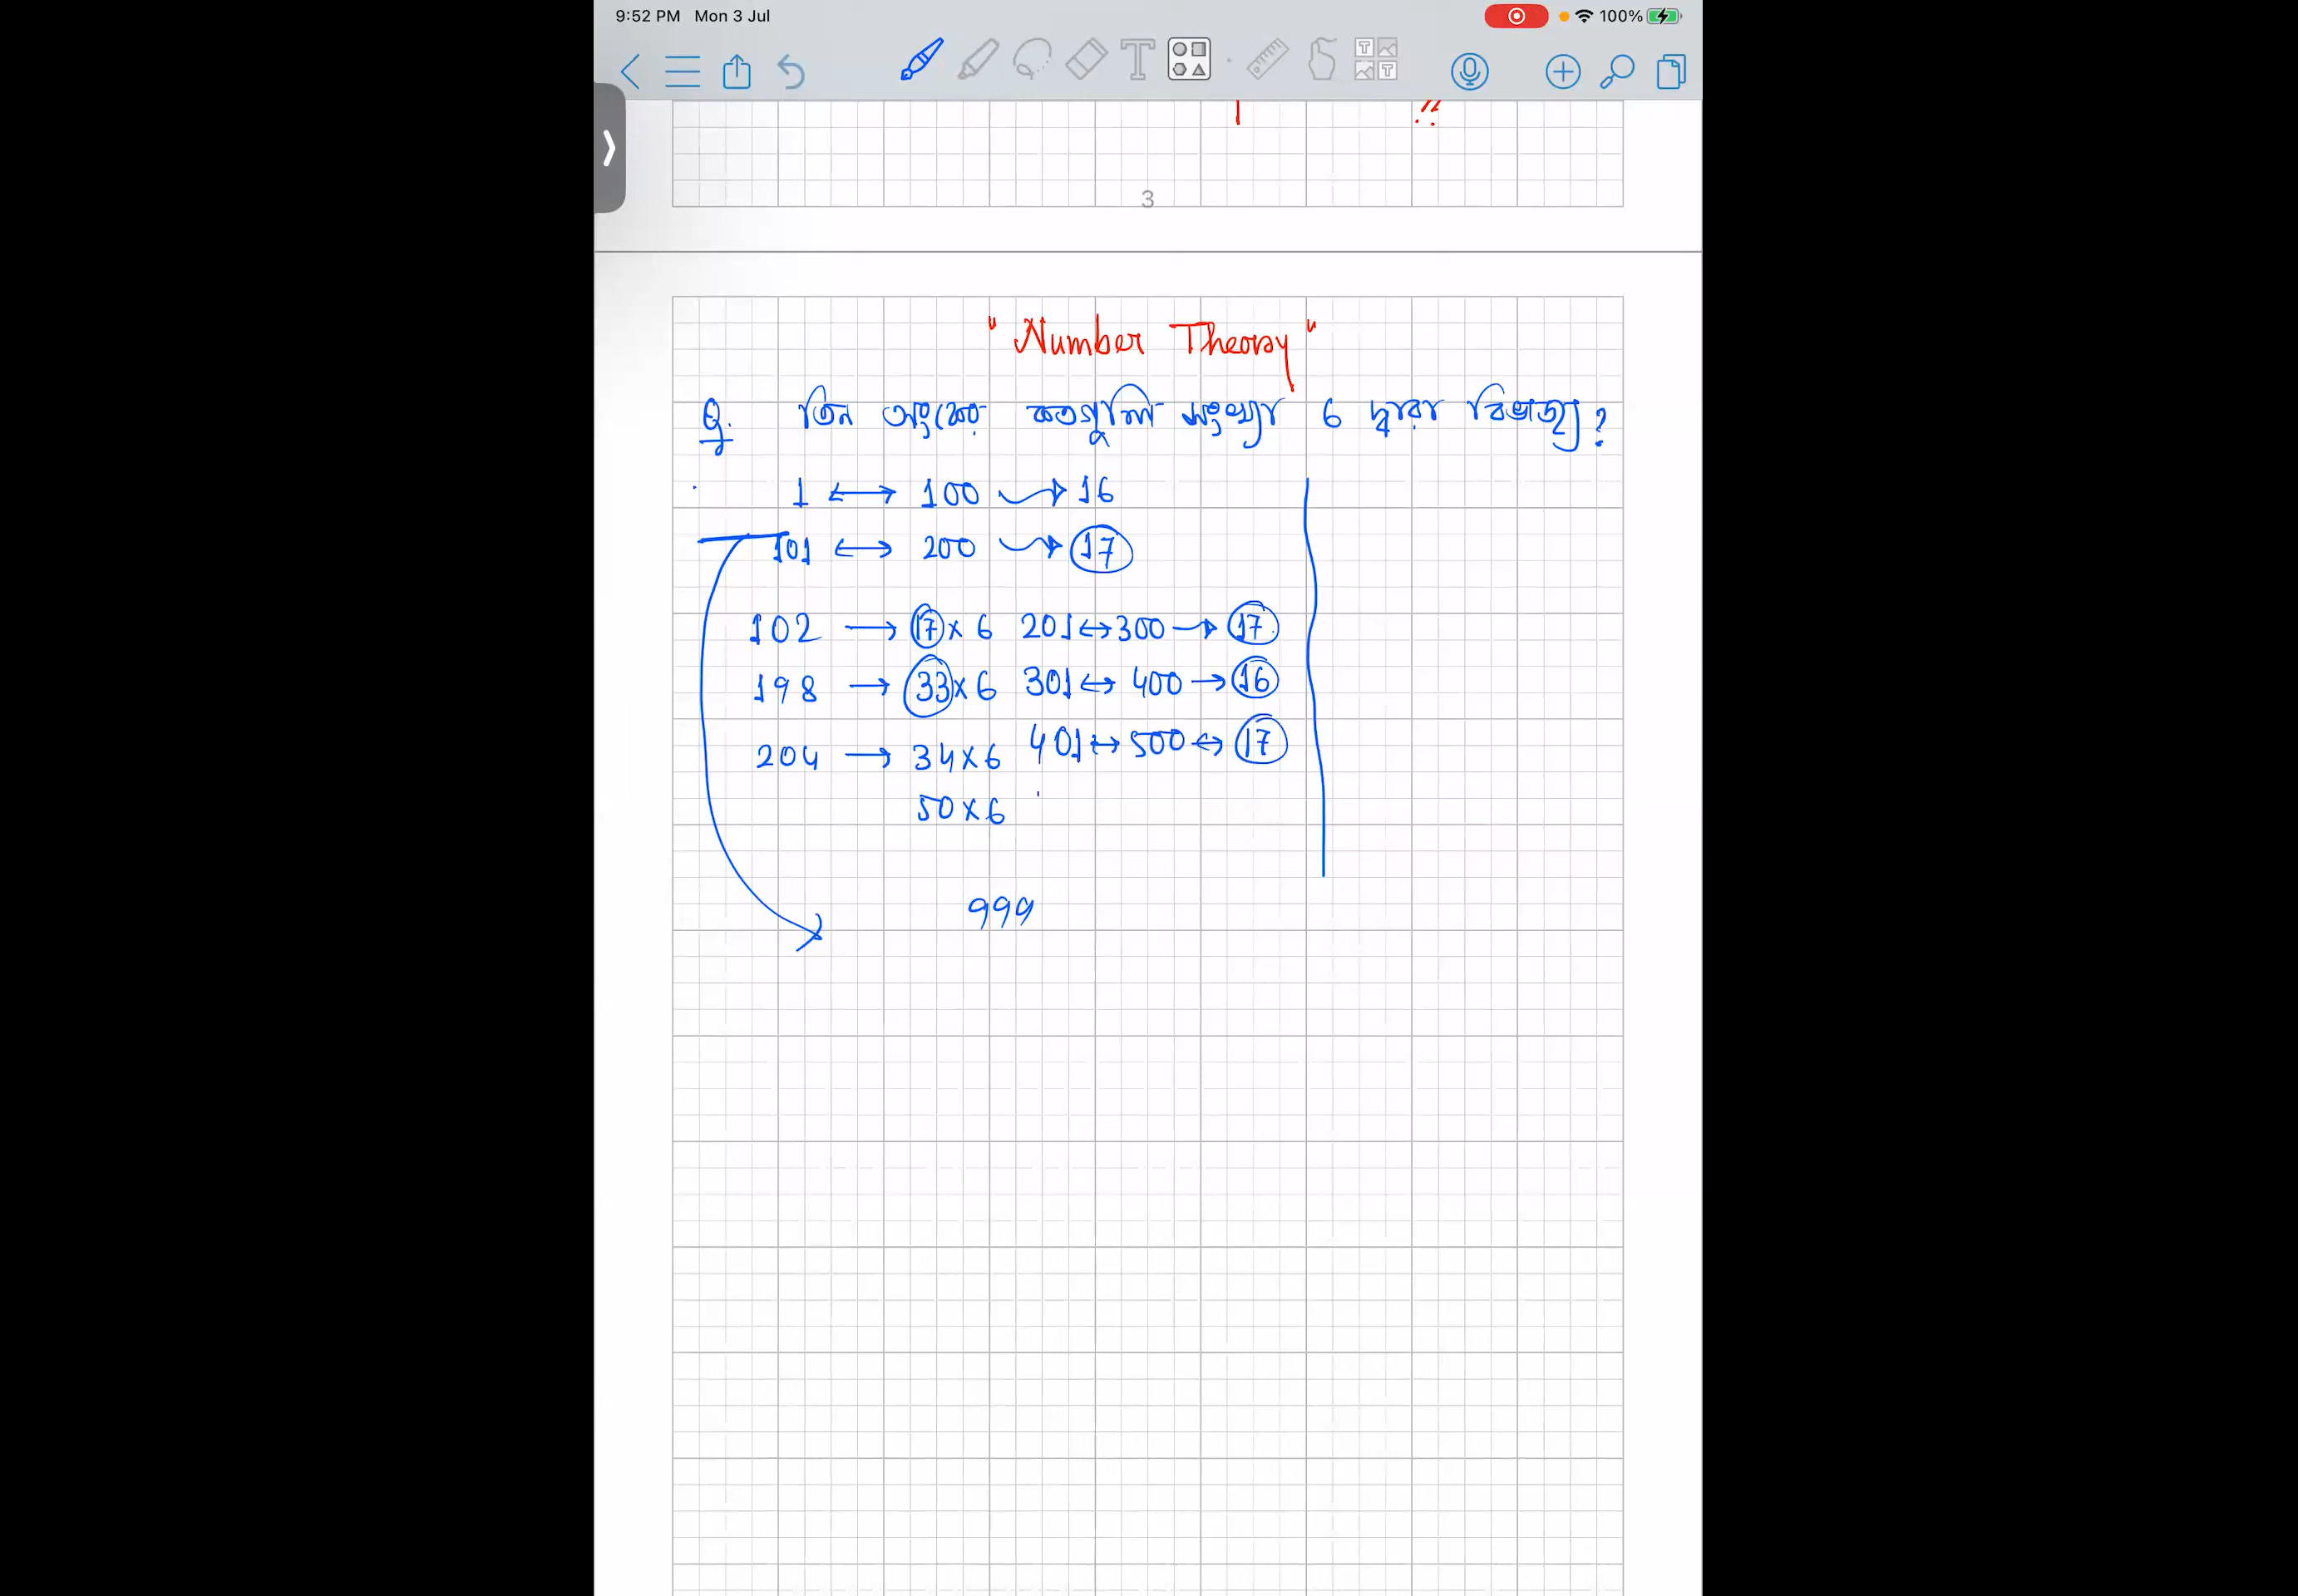 9:52 PM Mon 3 Jul 100%
3
"Number Theory"
Q. তিন অংকের কতগুলি সংখ্যা 6 দ্বারা বিভাজ্য?
1 ↔ 100 → 16
101 ↔ 200 → 17
102 → 17 × 6 201 ↔ 300 → 17
198 → 33 × 6 301 ↔ 400 → 16
204 → 34 × 6 401 ↔ 500 ↔ 17
50 × 6
999